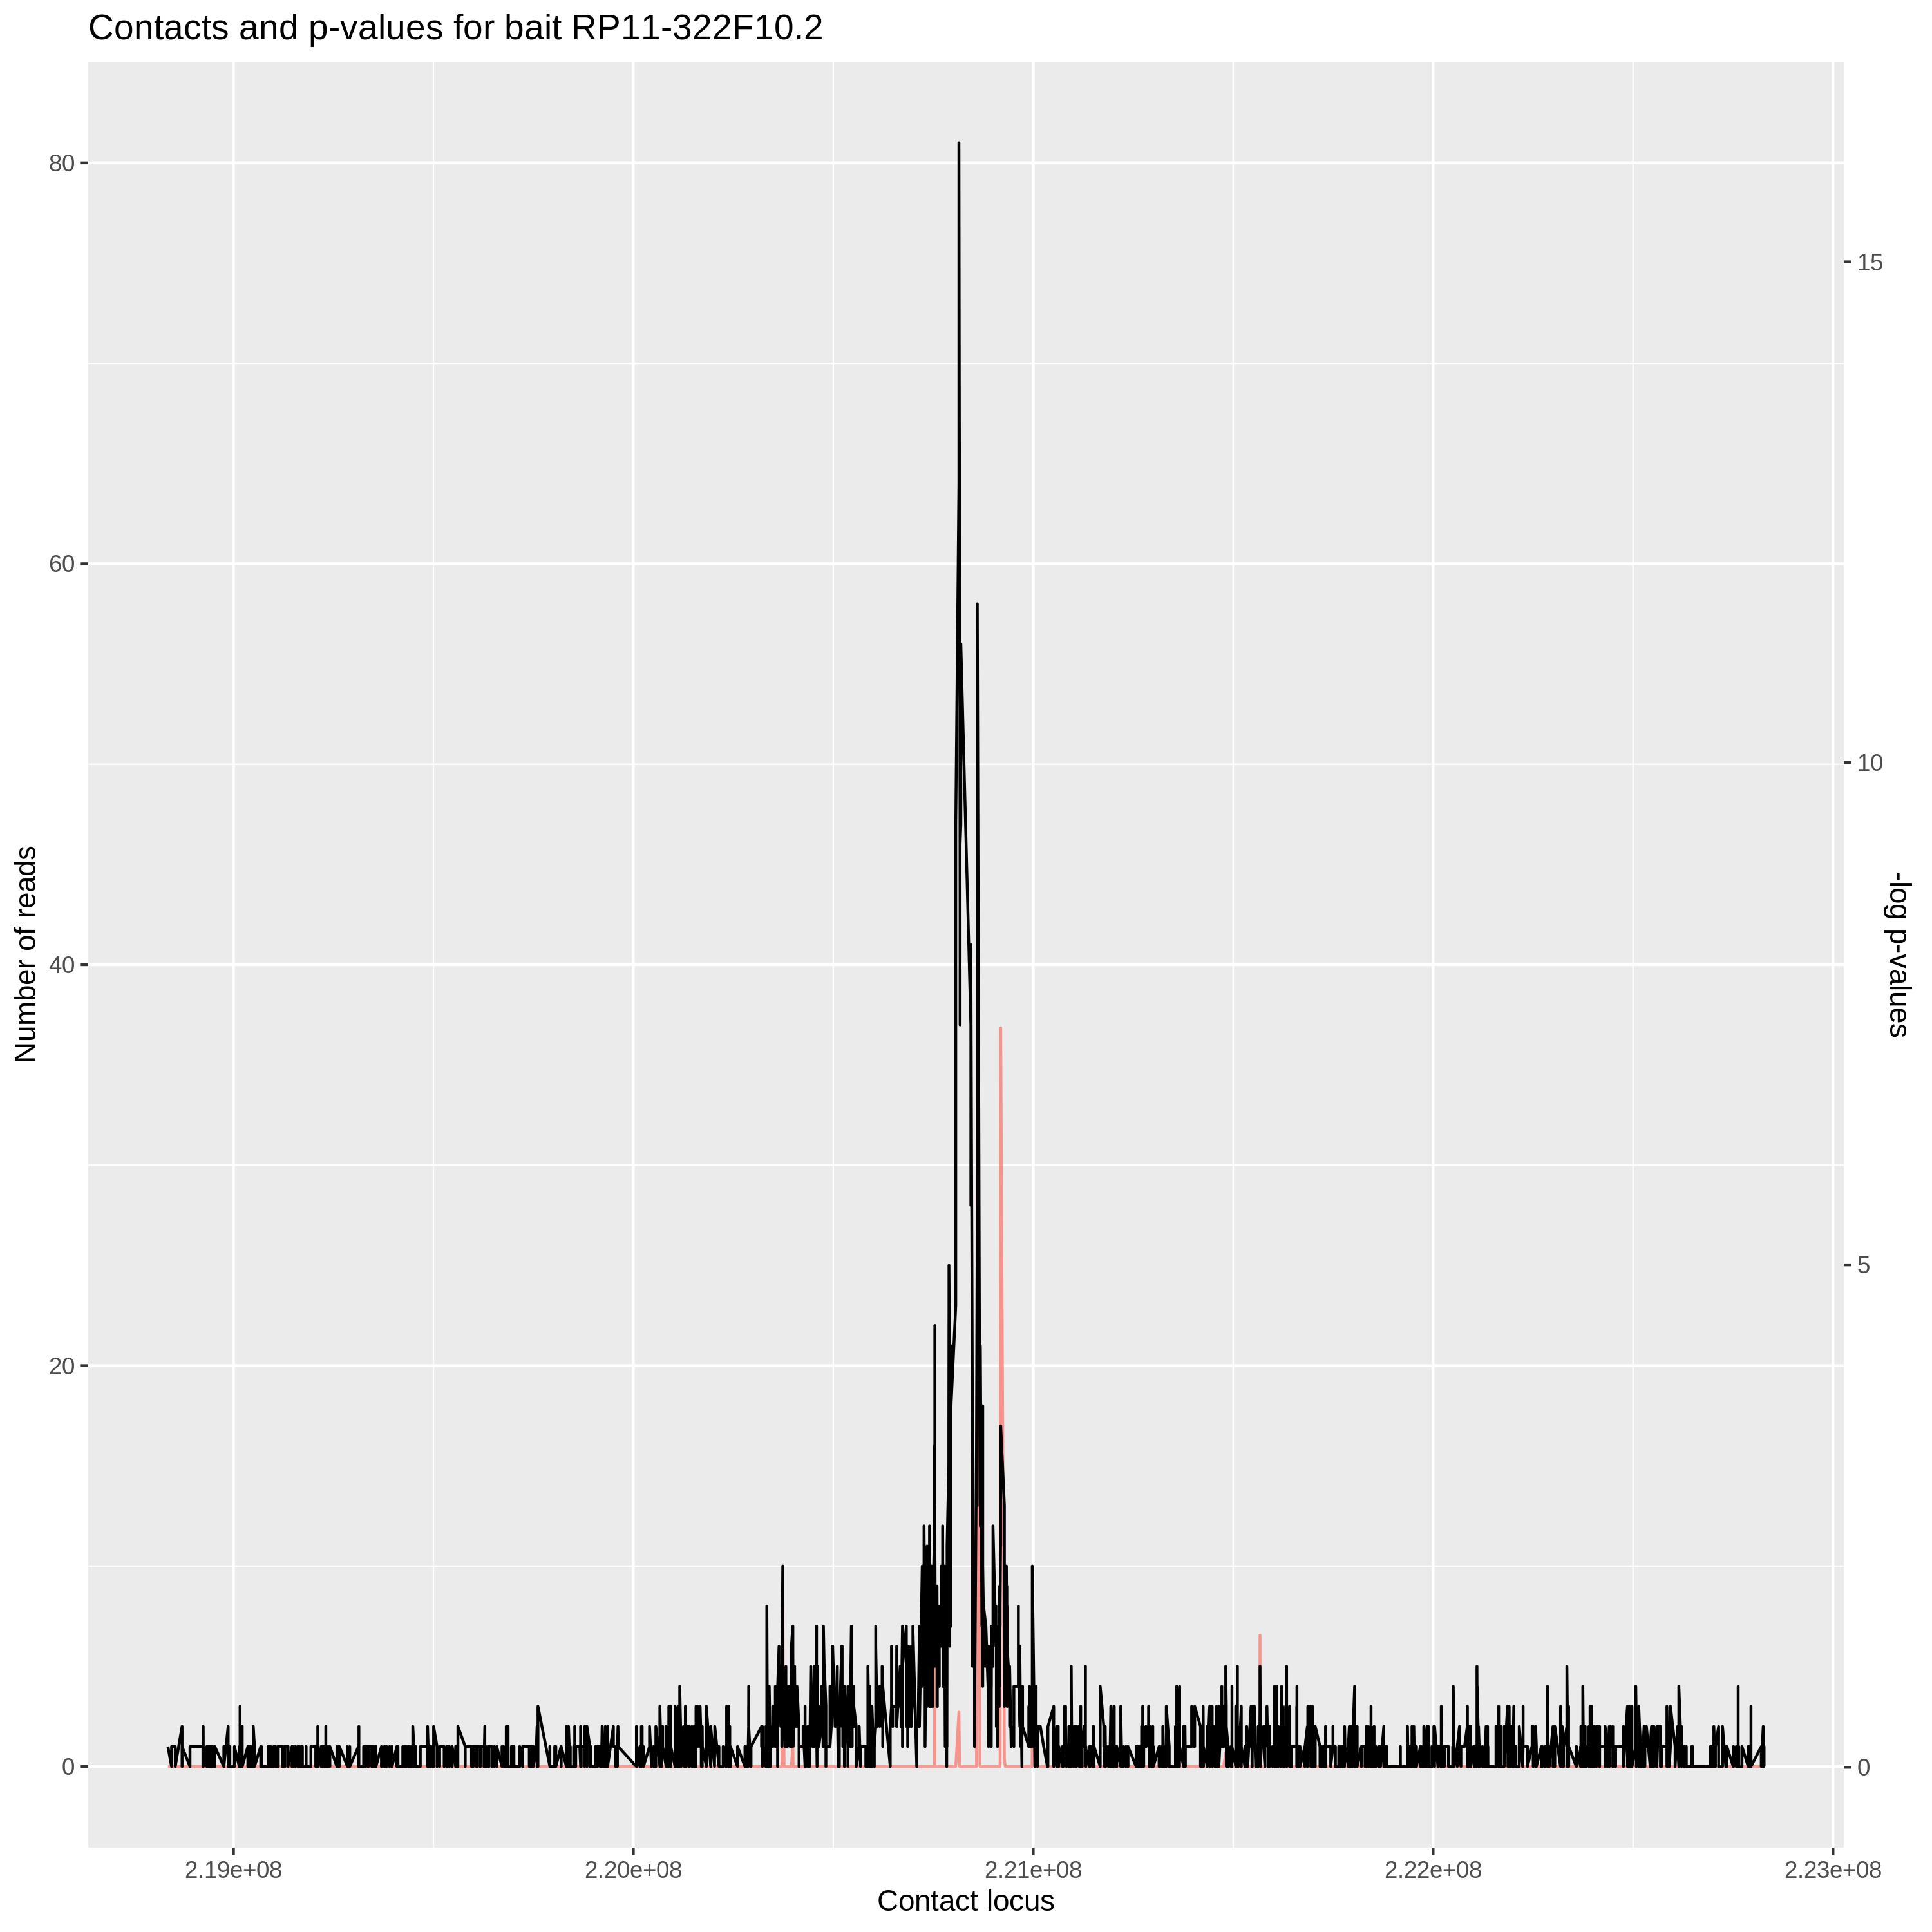 Contacts and p-values for bait RP11-322F10.2
80
60
40
20
0
Number of reads
15
10
5
0
-log p-values
2.19e+08
2.20e+08
2.21e+08
2.22e+08
2.23e+08
Contact locus